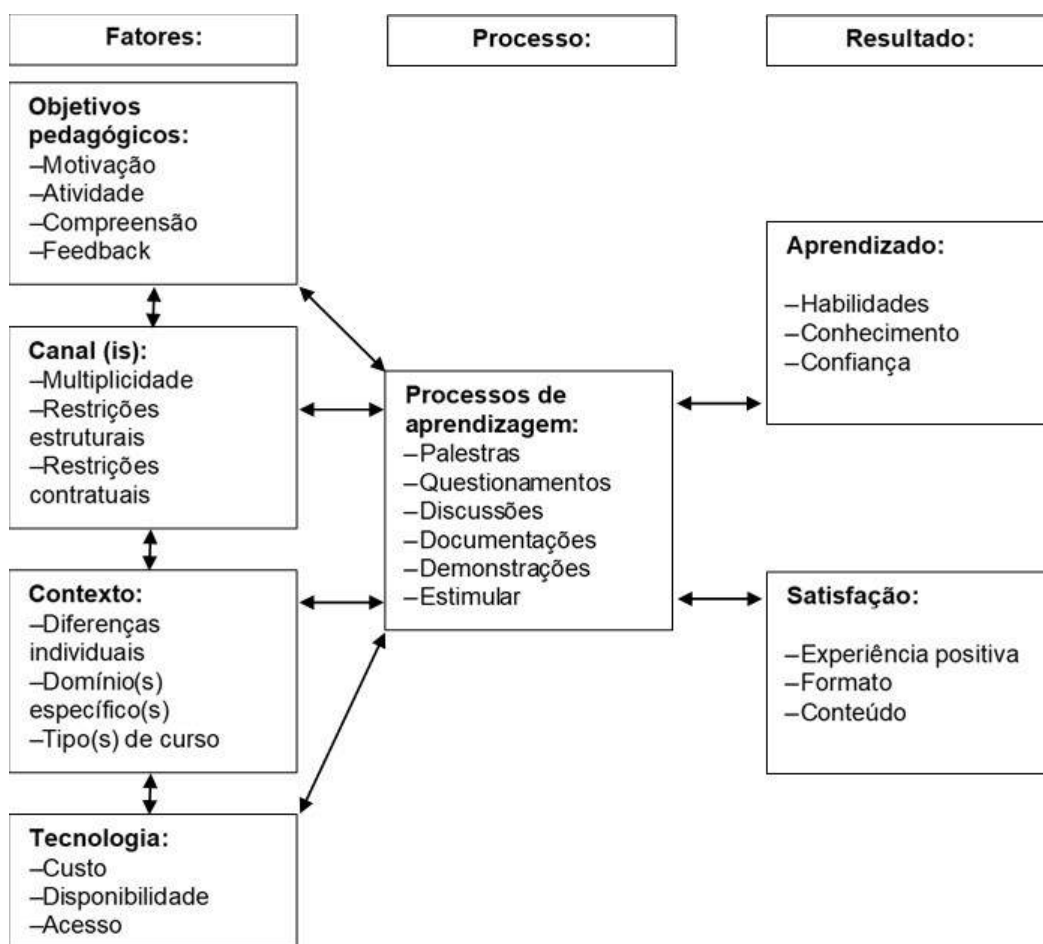 Fatores:
Processo:
Resultado:
Objetivos
pedagógicos:
–Motivação
–Atividade
–Compreensão
–Feedback
Canal (is):
–Multiplicidade
–Restrições
estruturais
–Restrições
contratuais
Contexto:
–Diferenças
individuais
–Domínio(s)
específico(s)
–Tipo(s) de curso
Tecnologia:
–Custo
–Disponibilidade
–Acesso
Processos de
aprendizagem:
–Palestras
–Questionamentos
–Discussões
–Documentações
–Demonstrações
–Estimular
Aprendizado:
–Habilidades
–Conhecimento
–Confiança
Satisfação:
–Experiência positiva
–Formato
–Conteúdo